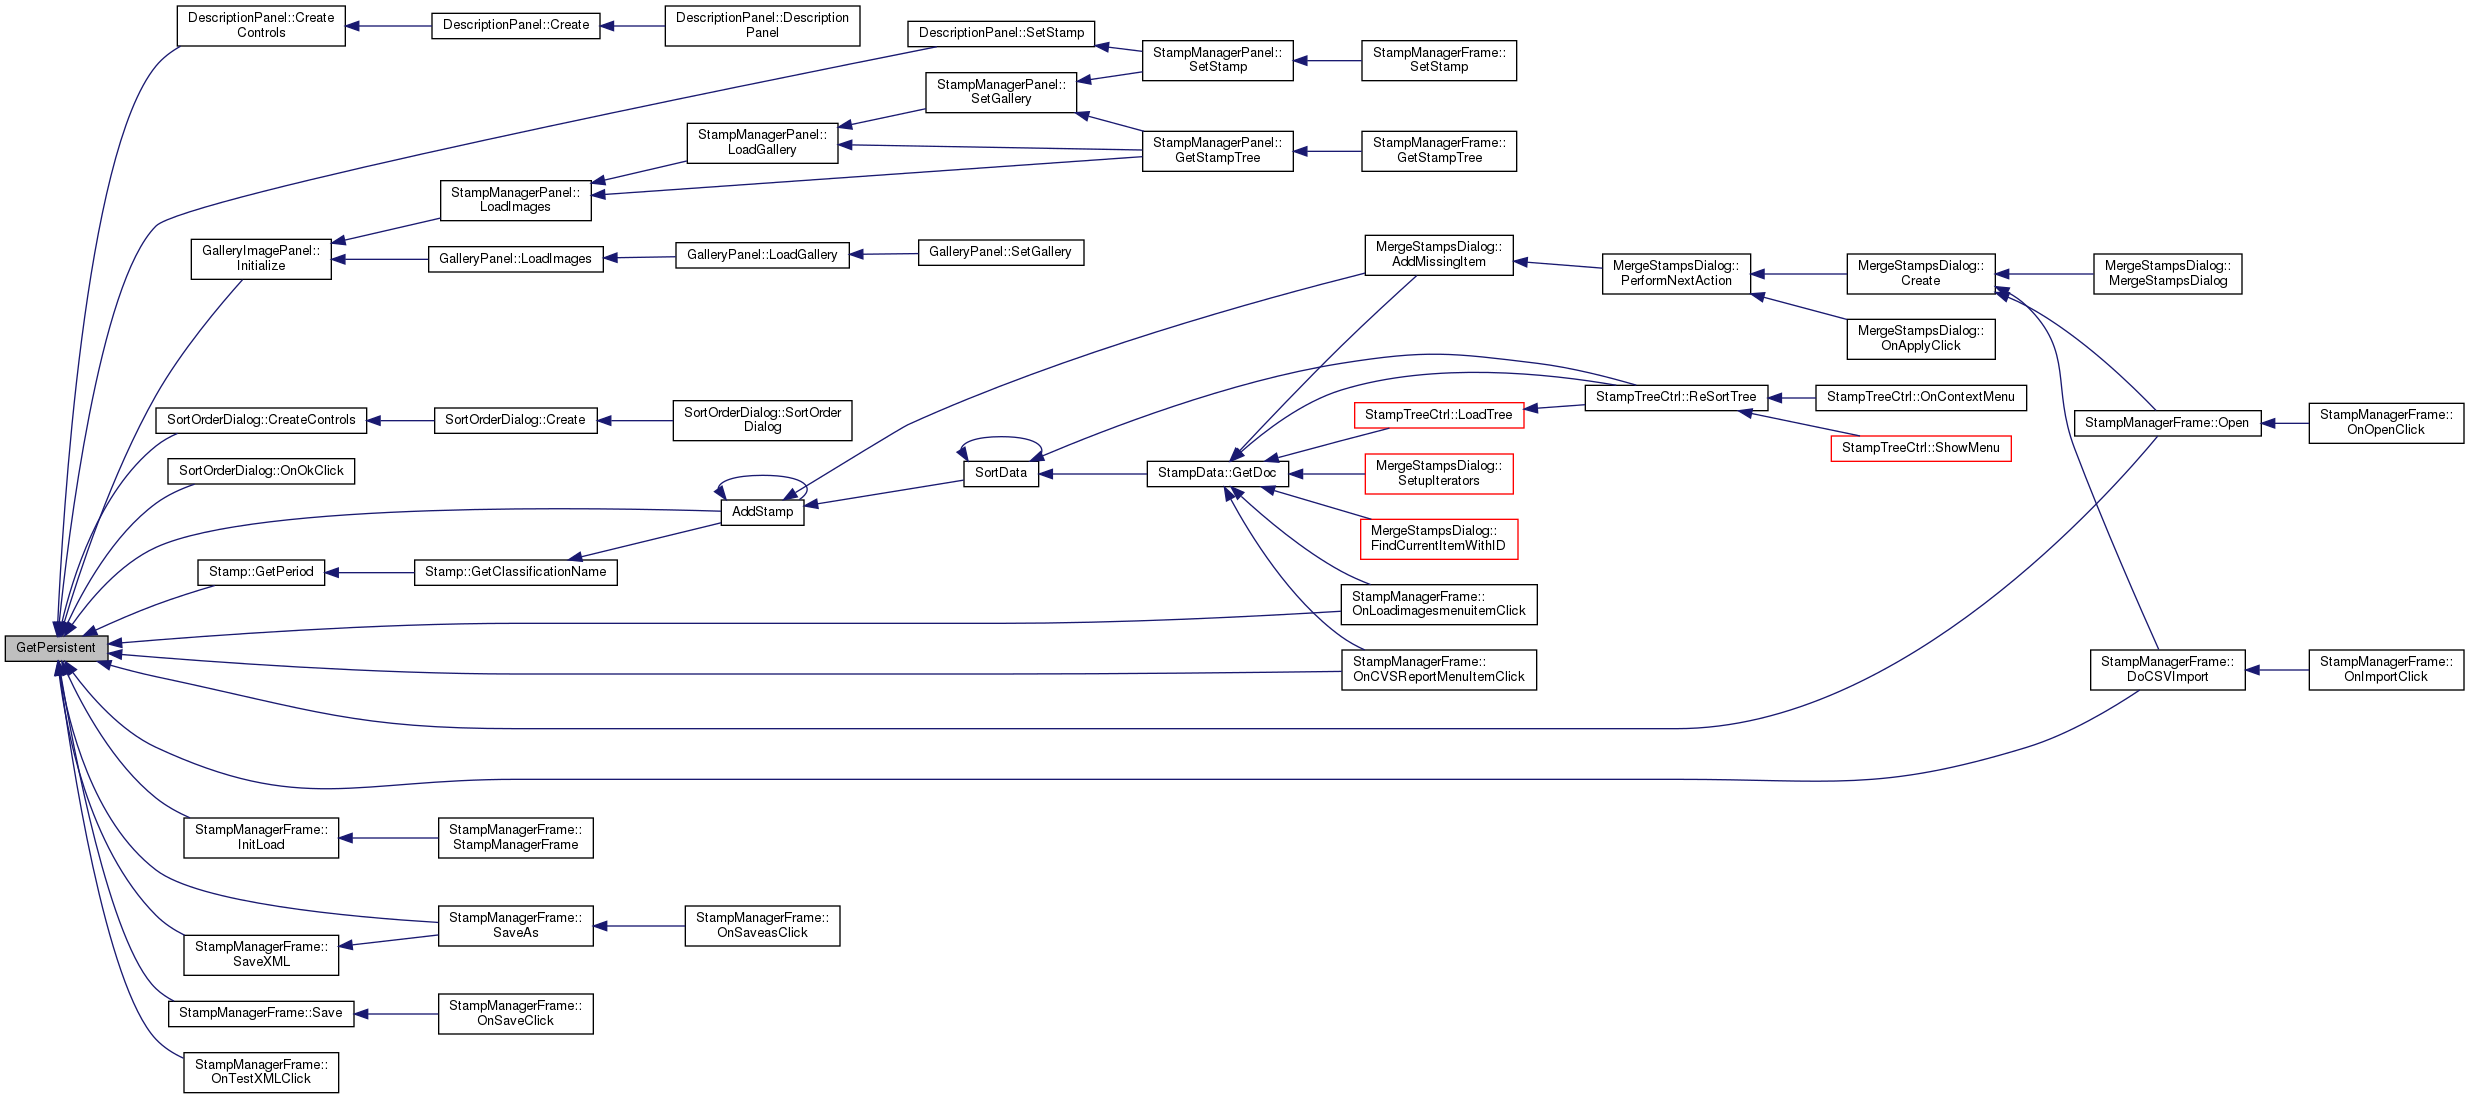 DescriptionPanel::Create
Controls
DescriptionPanel::Create
DescriptionPanel::Description
Panel
DescriptionPanel::SetStamp
StampManagerPanel::
SetStamp
StampManagerFrame::
SetStamp
StampManagerPanel::
SetGallery
StampManagerPanel::
LoadGallery
StampManagerPanel::
GetStampTree
StampManagerFrame::
GetStampTree
StampManagerPanel::
LoadImages
GalleryImagePanel::
Initialize
GalleryPanel::LoadImages
GalleryPanel::LoadGallery
GalleryPanel::SetGallery
MergeStampsDialog::
AddMissingItem
MergeStampsDialog::
PerformNextAction
MergeStampsDialog::
Create
MergeStampsDialog::
MergeStampsDialog
MergeStampsDialog::
OnApplyClick
StampTreeCtrl::ReSortTree
StampTreeCtrl::OnContextMenu
StampTreeCtrl::LoadTree
StampTreeCtrl::ShowMenu
StampManagerFrame::Open
StampManagerFrame::
OnOpenClick
SortOrderDialog::CreateControls
SortOrderDialog::Create
SortOrderDialog::SortOrder
Dialog
SortOrderDialog::OnOkClick
SortData
StampData::GetDoc
MergeStampsDialog::
SetupIterators
AddStamp
MergeStampsDialog::
FindCurrentItemWithID
Stamp::GetPeriod
Stamp::GetClassificationName
StampManagerFrame::
OnLoadimagesmenuitemClick
GetPersistent
StampManagerFrame::
OnCVSReportMenuItemClick
StampManagerFrame::
DoCSVImport
StampManagerFrame::
OnImportClick
StampManagerFrame::
InitLoad
StampManagerFrame::
StampManagerFrame
StampManagerFrame::
SaveAs
StampManagerFrame::
OnSaveasClick
StampManagerFrame::
SaveXML
StampManagerFrame::Save
StampManagerFrame::
OnSaveClick
StampManagerFrame::
OnTestXMLClick